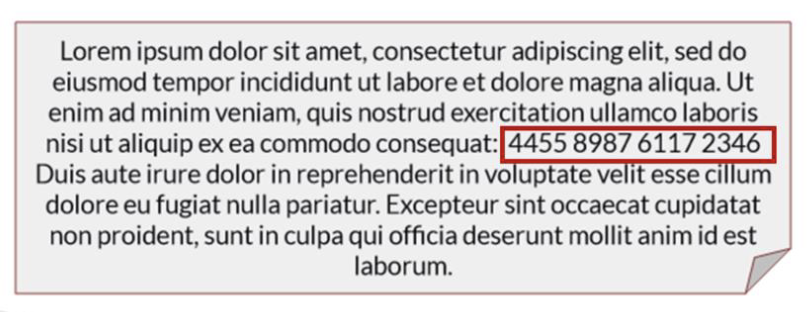 Lorem ipsum dolor sit amet, consectetur adipiscing elit, sed do
eiusmod tempor incididunt ut labore et dolore magna aliqua. Ut
enim ad minim veniam, quis nostrud exercitation ullamco laboris
nisi ut aliquip ex ea commodo consequat: 4455 8987 6117 2346
Duis aute irure dolor in reprehenderit in voluptate velit esse cillum
dolore eu fugiat nulla pariatur. Excepteur sint occaecat cupidatat
non proident, sunt in culpa qui officia deserunt mollit anim id est
laborum.